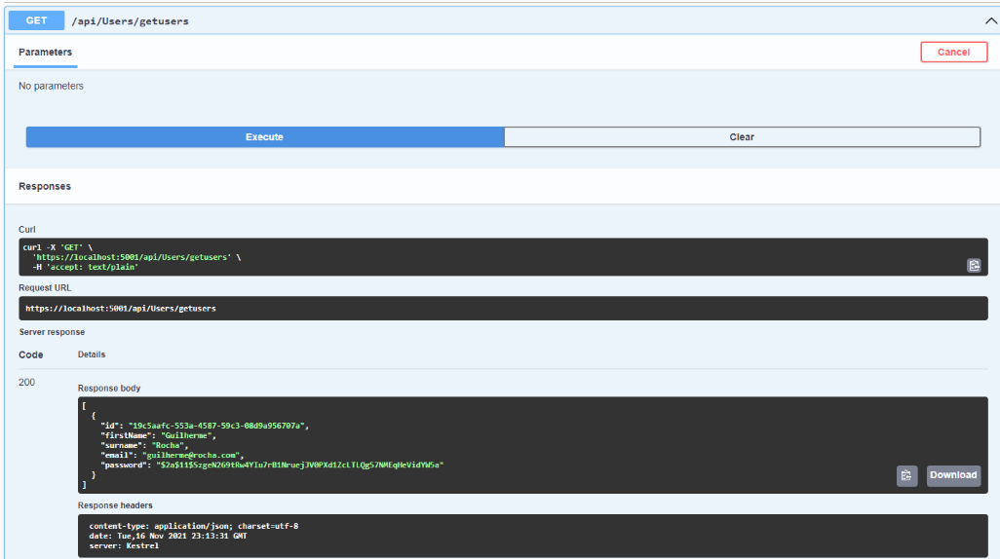 GET /api/Users/getusers
Parameters
Cancel
No parameters
Execute
Clear
Responses
Curl
curl -X 'GET' \
'https://localhost:5001/api/Users/getusers' \
-H 'accept: text/plain'
Request URL
https://localhost:5001/api/Users/getusers
Server response
Code Details
200
Response body
[
{
"id": "19c5aafc-553a-4587-59c3-08d9a956707a",
"firstName": "Guilherme",
"surname": "Rocha",
"email": "guilherme@rocha.com",
"password": "$2a$11$5zgeN269tRw4YIu7rB1NruejJV0PXd1ZcLTLQg57NMEqHeVidYW5a"
}
]
Download
Response headers
content-type: application/json; charset=utf-8
date: Tue,16 Nov 2021 23:13:31 GMT
server: Kestrel